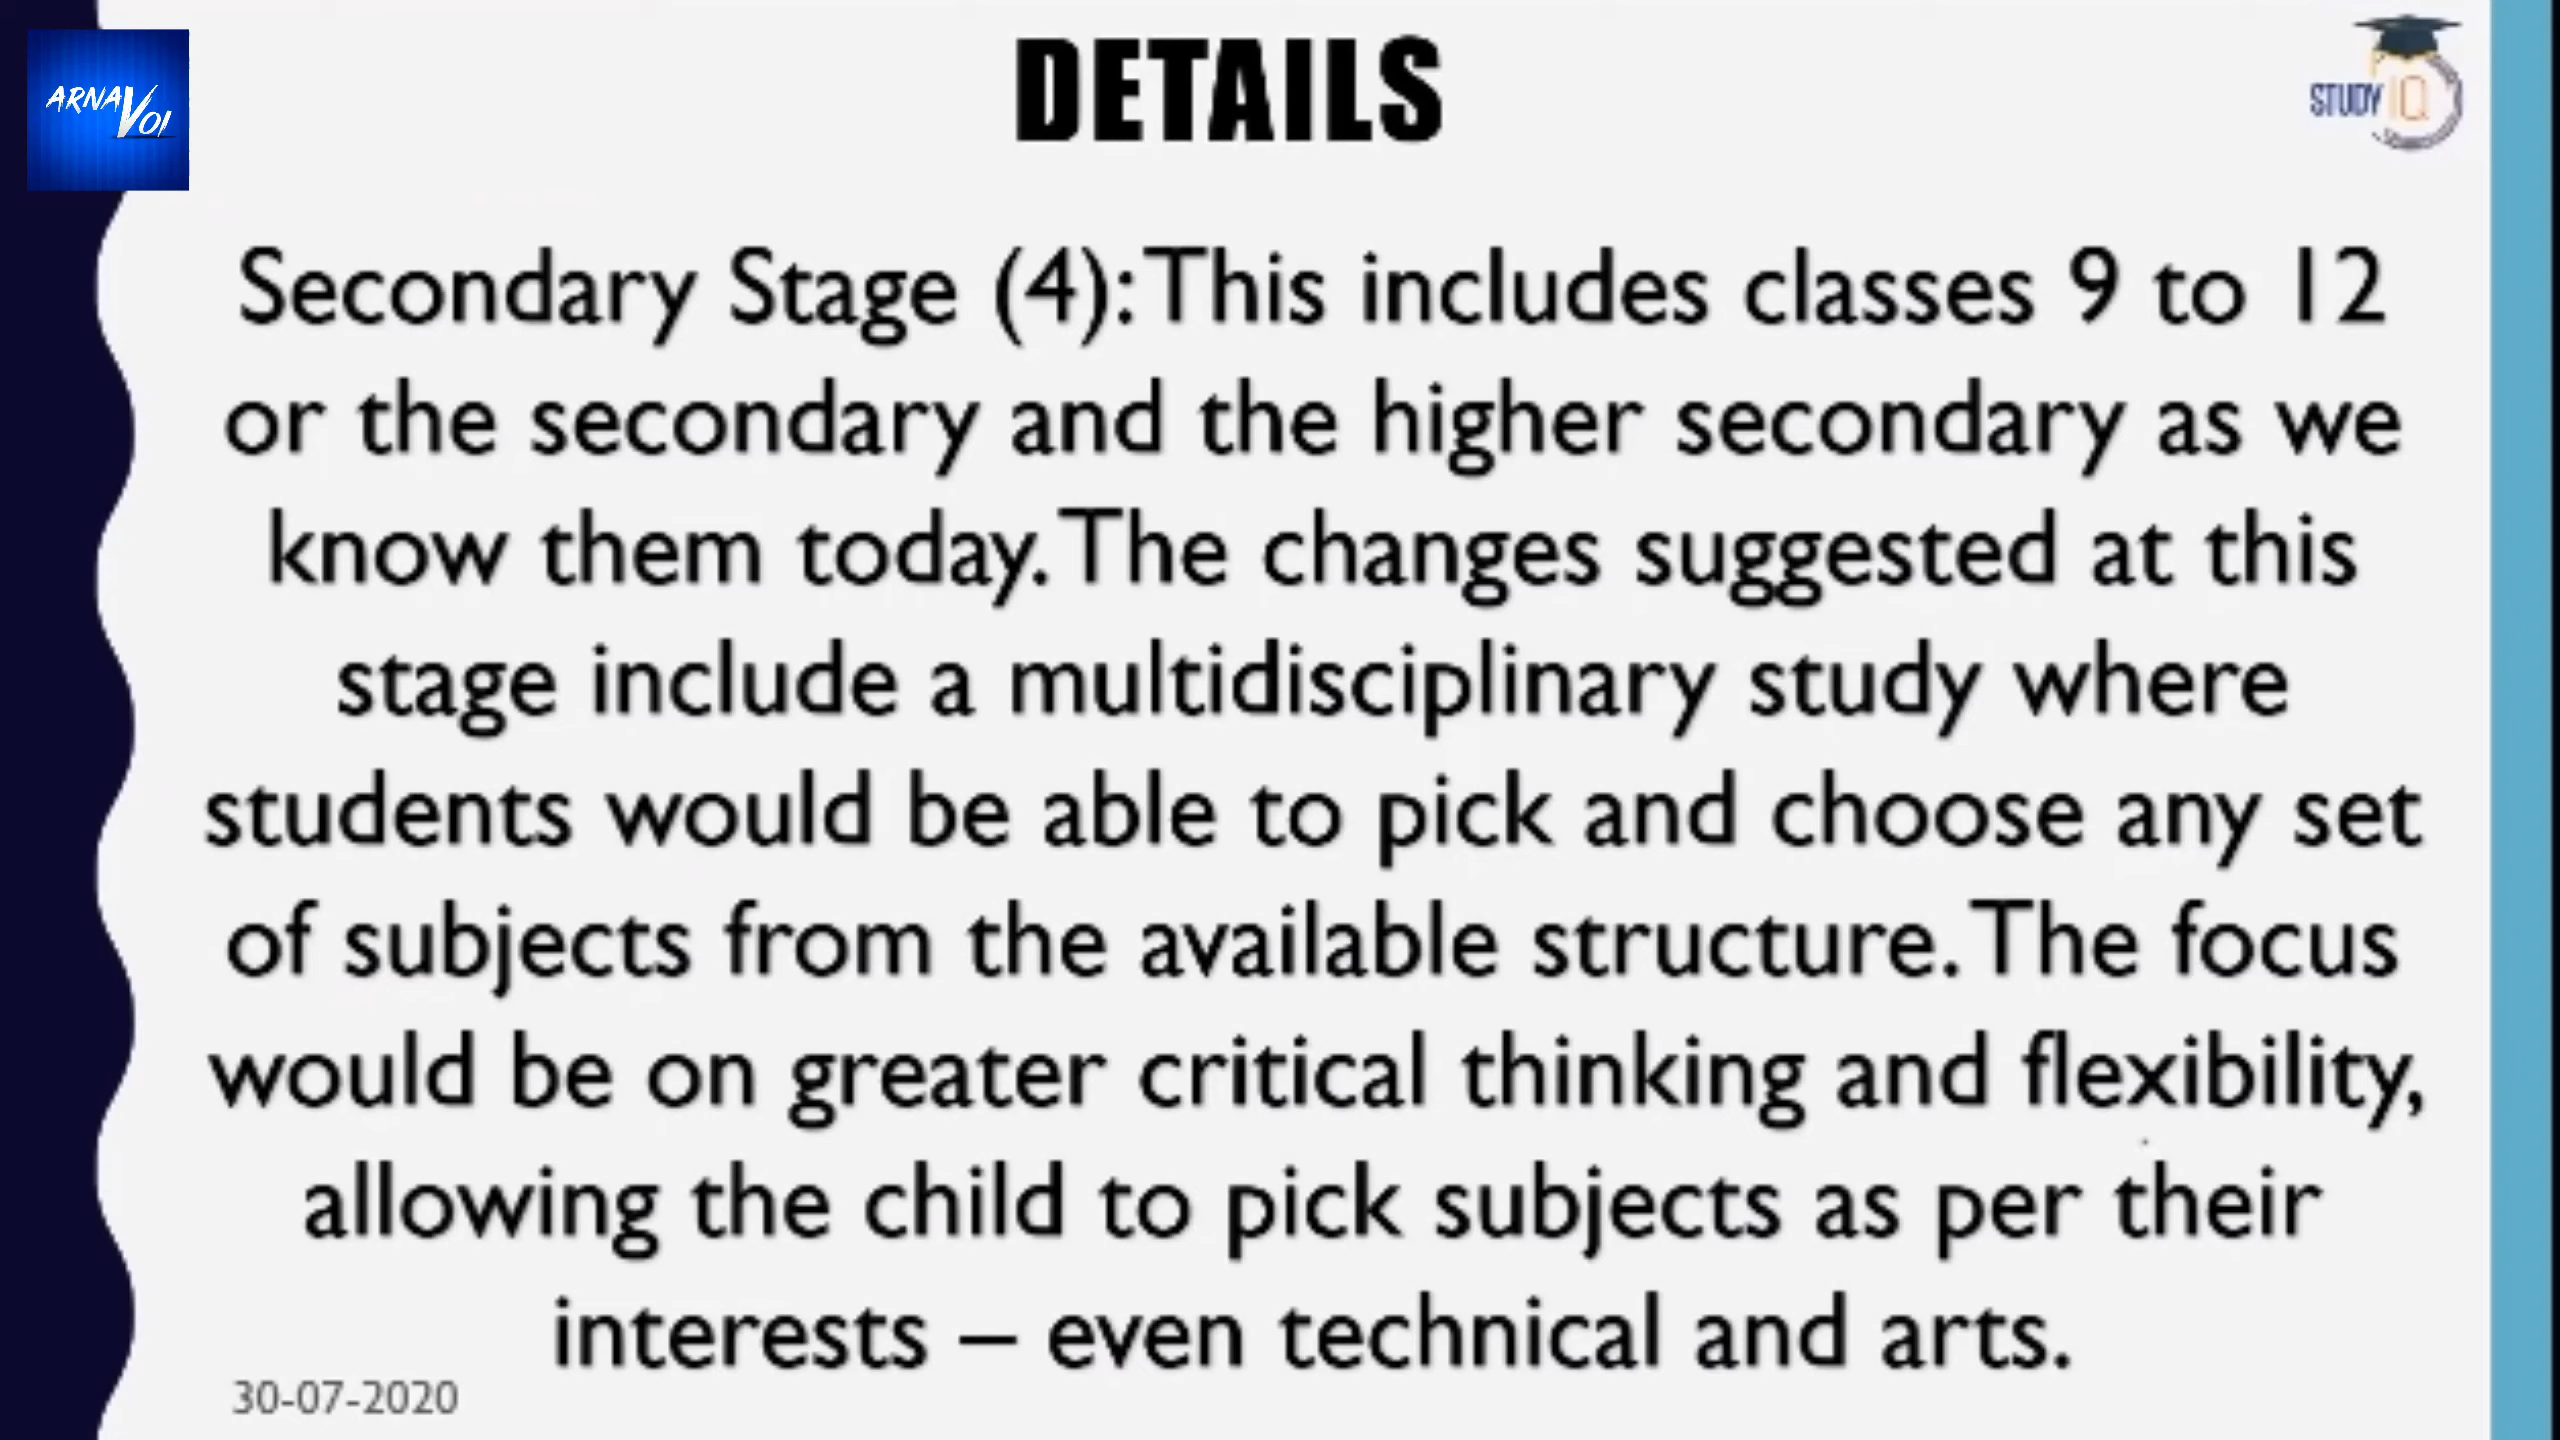 ARNAV01
DETAILS
STUDY IQ
Secondary Stage (4): This includes classes 9 to 12
or the secondary and the higher secondary as we
know them today. The changes suggested at this
stage include a multidisciplinary study where
students would be able to pick and choose any set
of subjects from the available structure. The focus
would be on greater critical thinking and flexibility,
allowing the child to pick subjects as per their
interests – even technical and arts.
30-07-2020